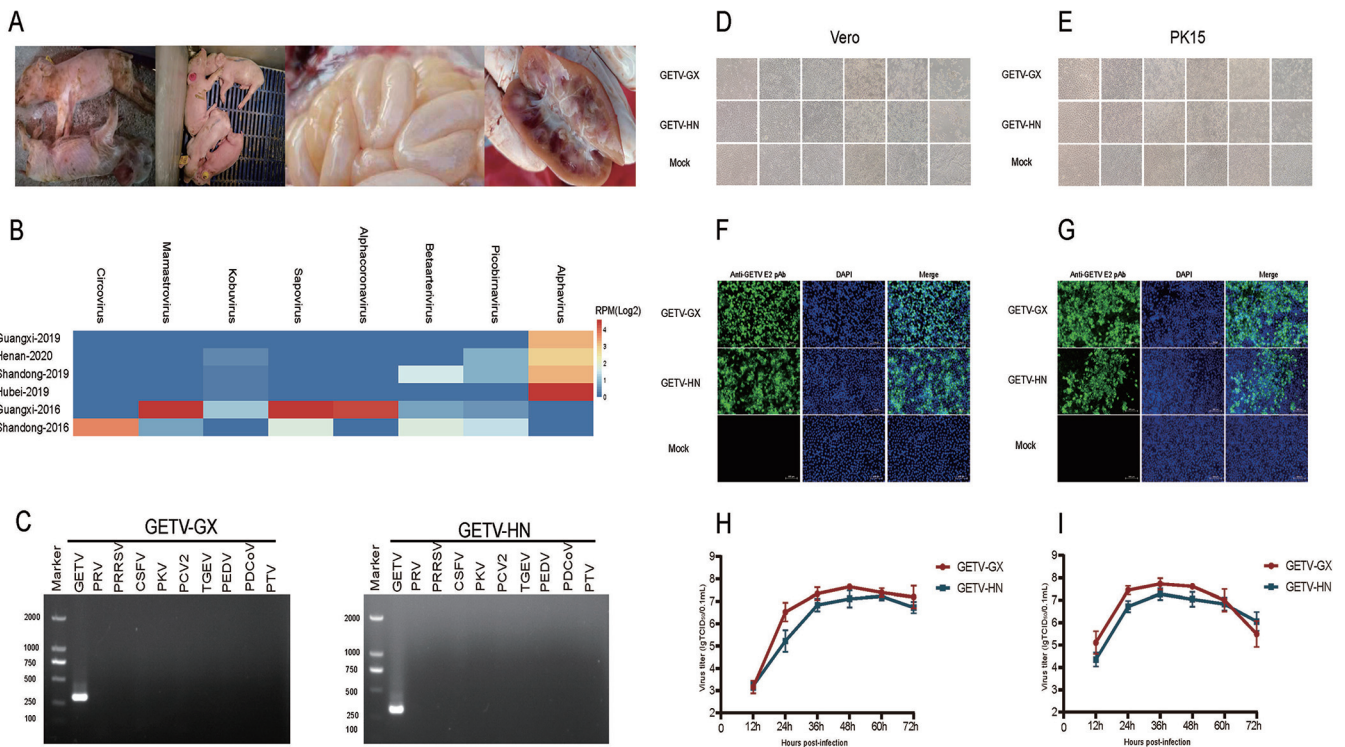 A
B
Circovirus
Mamastrovirus
Kobuvirus
Sapovirus
Alphacoronavirus
Betaarterivirus
Picobirnavirus
Alphavirus
RPM(Log2)
4
3
2
1
0
Guangxi-2019
Henan-2020
Shandong-2019
Hubei-2019
Guangxi-2016
Shandong-2016
C
GETV-GX
Marker
GETV
PRV
PRRSV
CSFV
PKV
PCV2
TGEV
PEDV
PDCoV
PTV
2000
1000
750
500
250
100
GETV-HN
Marker
GETV
PRV
PRRSV
CSFV
PKV
PCV2
TGEV
PEDV
PDCoV
PTV
2000
1000
750
500
250
100
D
Vero
GETV-GX
GETV-HN
Mock
E
PK15
GETV-GX
GETV-HN
Mock
F
Anti-GETV E2 pAb DAPI Merge
GETV-GX
GETV-HN
Mock
G
Anti-GETV E2 pAb DAPI Merge
GETV-GX
GETV-HN
Mock
H
Virus titer (lgTCID₅₀/0.1mL)
9
8
7
6
5
4
3
2
0 12h 24h 36h 48h 60h 72h
Hours post-infection
GETV-GX
GETV-HN
I
Virus titer (lgTCID₅₀/0.1mL)
9
8
7
6
5
4
3
2
0 12h 24h 36h 48h 60h 72h
Hours post-infection
GETV-GX
GETV-HN